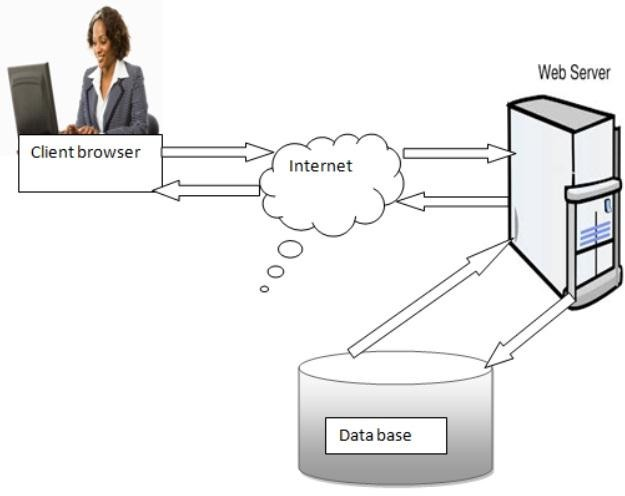 Web Server
Client browser
Internet
Data base